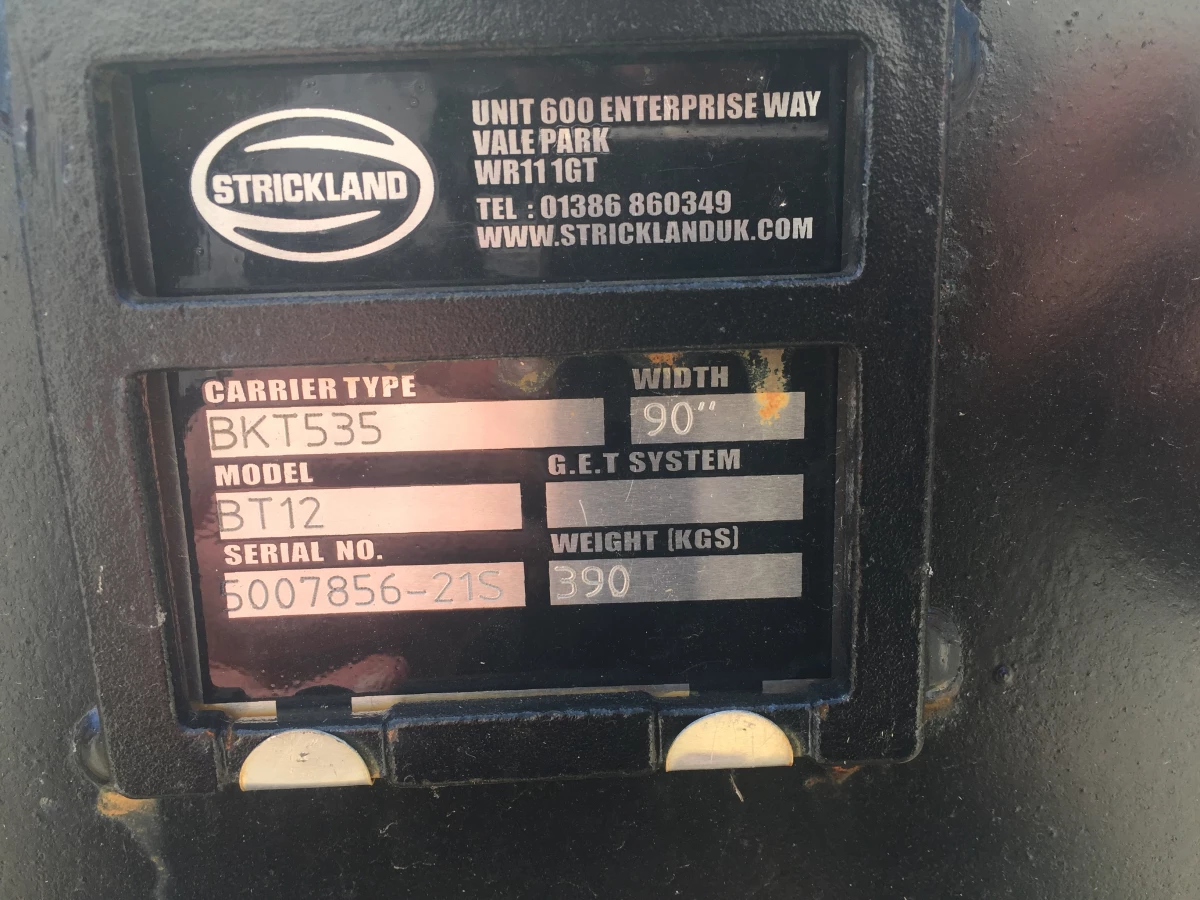 STRICKLAND
UNIT 600 ENTERPRISE WAY
VALE PARK
WR11 1GT
TEL : 01386 860349
WWW.STRICKLANDUK.COM
CARRIER TYPE
BKT535
WIDTH
90"
MODEL
BT12
G.E.T SYSTEM
SERIAL NO.
5007856-21S
WEIGHT (KGS)
390